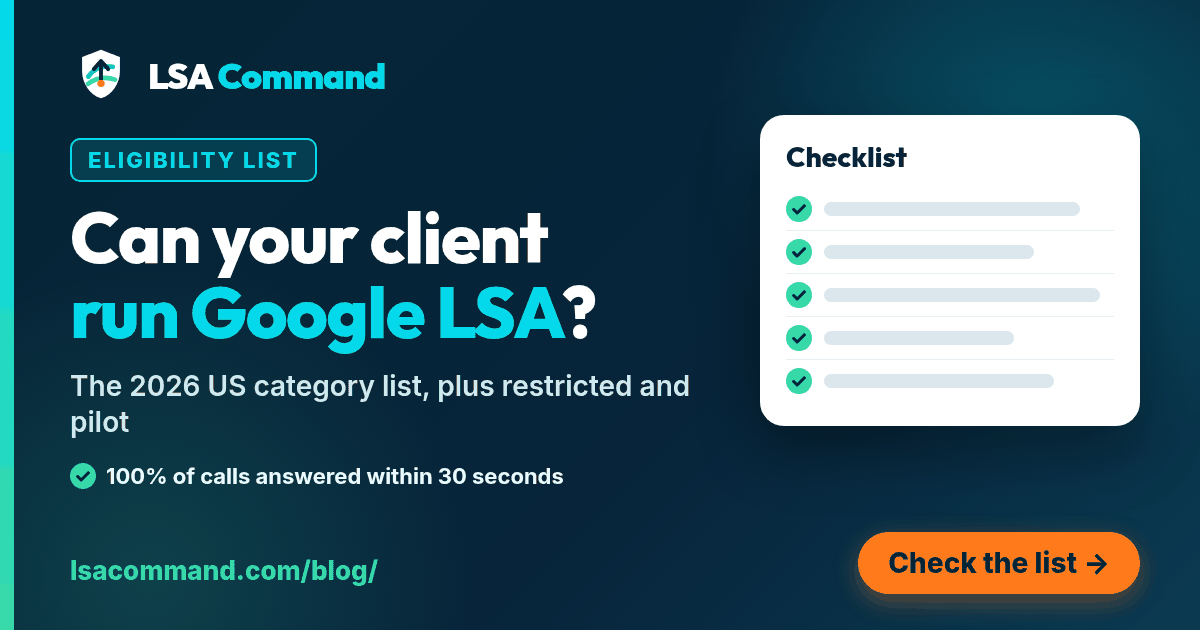 LSA Command
ELIGIBILITY LIST
Can your client
run Google LSA?
The 2026 US category list, plus restricted and
pilot
100% of calls answered within 30 seconds
lsacommand.com/blog/
Checklist
Check the list →